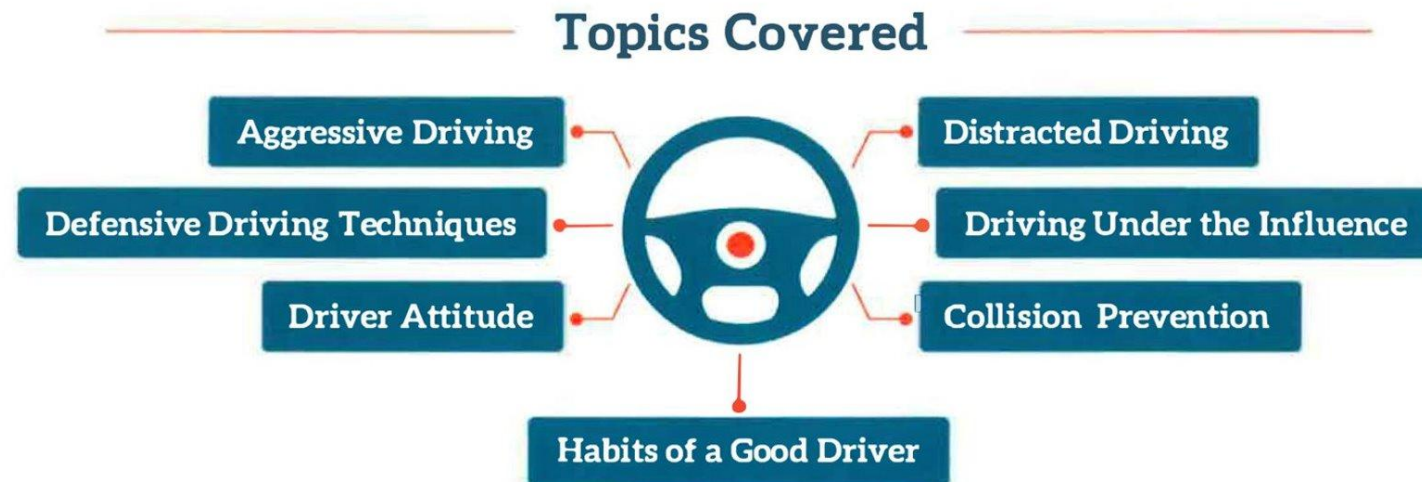 Topics Covered
Aggressive Driving
Distracted Driving
Defensive Driving Techniques
Driving Under the Influence
Driver Attitude
Collision Prevention
Habits of a Good Driver